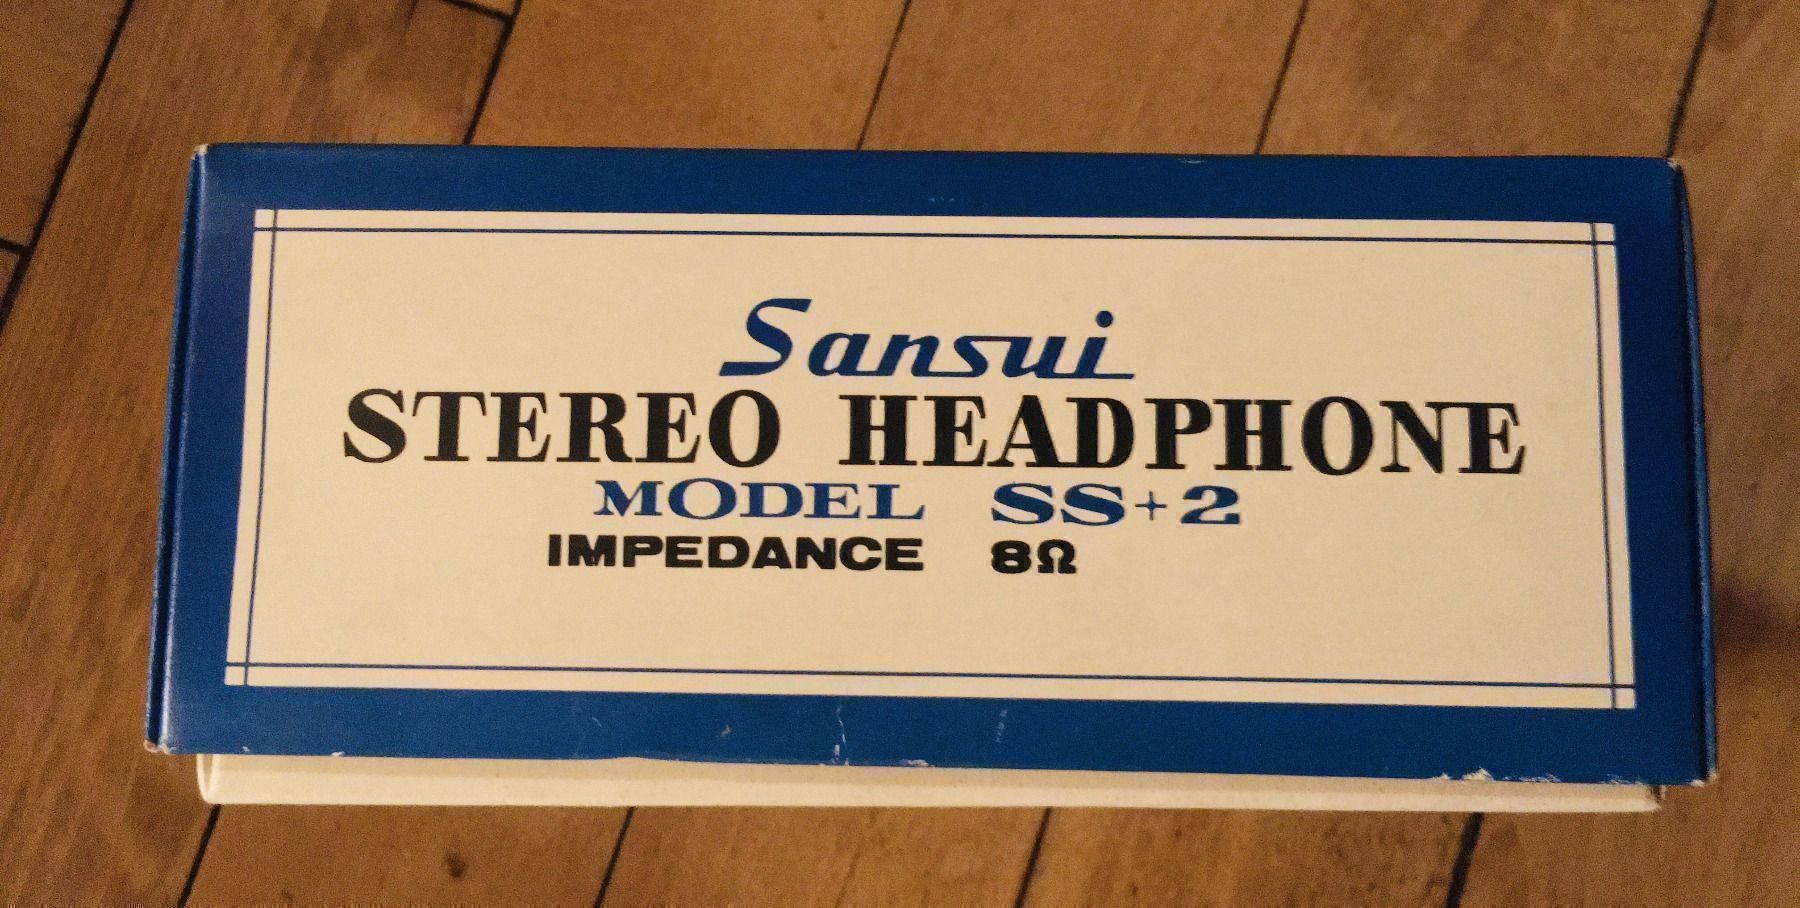 Sansui
STEREO HEADPHONE
MODEL SS+2
IMPEDANCE 8Ω